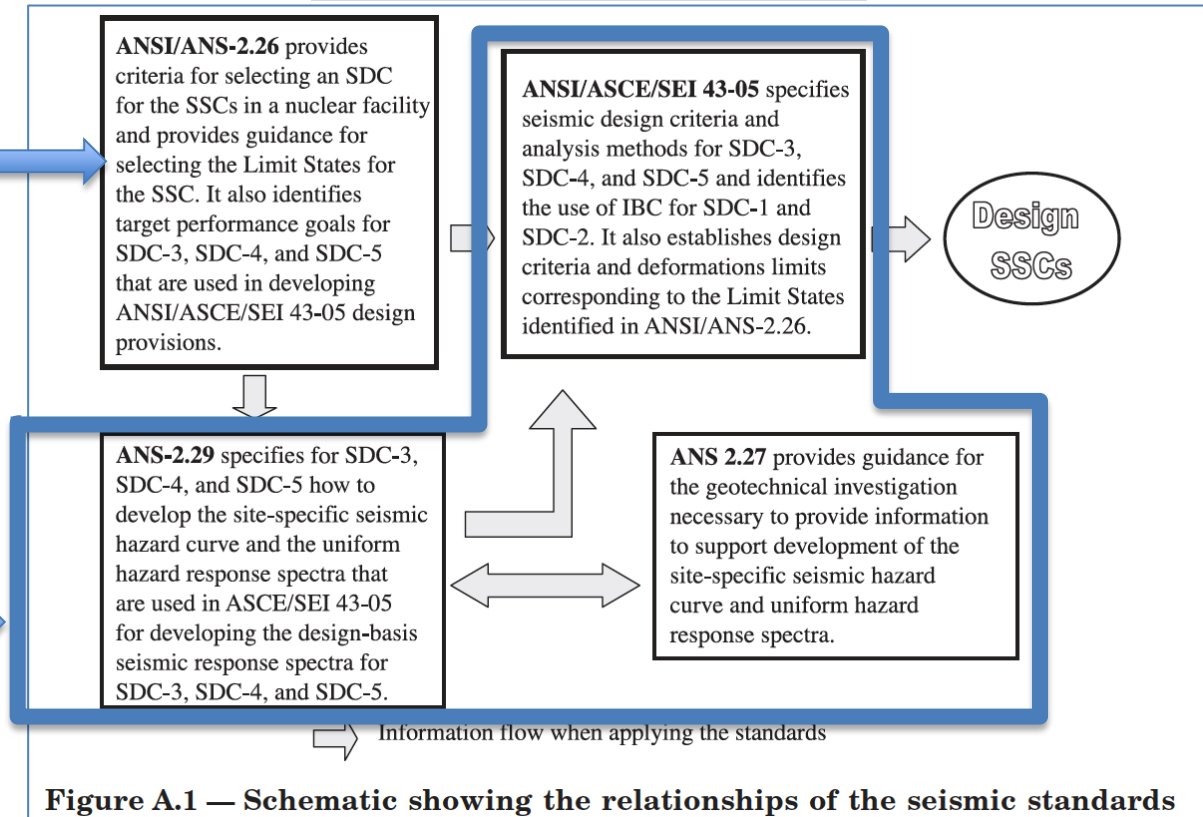 ANSI/ANS-2.26 provides
criteria for selecting an SDC
for the SSCs in a nuclear facility
and provides guidance for
selecting the Limit States for
the SSC. It also identifies
target performance goals for
SDC-3, SDC-4, and SDC-5
that are used in developing
ANSI/ASCE/SEI 43-05 design
provisions.
ANSI/ASCE/SEI 43-05 specifies
seismic design criteria and
analysis methods for SDC-3,
SDC-4, and SDC-5 and identifies
the use of IBC for SDC-1 and
SDC-2. It also establishes design
criteria and deformations limits
corresponding to the Limit States
identified in ANSI/ANS-2.26.
Design
SSCs
ANS-2.29 specifies for SDC-3,
SDC-4, and SDC-5 how to
develop the site-specific seismic
hazard curve and the uniform
hazard response spectra that
are used in ASCE/SEI 43-05
for developing the design-basis
seismic response spectra for
SDC-3, SDC-4, and SDC-5.
ANS 2.27 provides guidance for
the geotechnical investigation
necessary to provide information
to support development of the
site-specific seismic hazard
curve and uniform hazard
response spectra.
Information flow when applying the standards
Figure A.1 — Schematic showing the relationships of the seismic standards